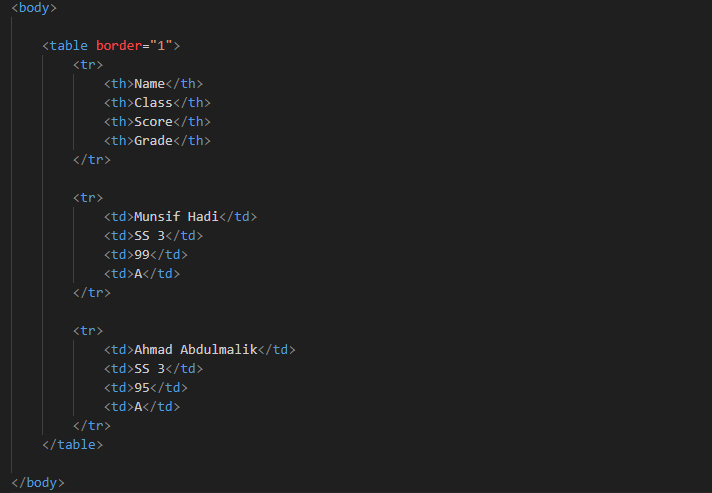 <body>
<table border="1">
<tr>
<th>Name</th>
<th>Class</th>
<th>Score</th>
<th>Grade</th>
</tr>
<tr>
<td>Munsif Hadi</td>
<td>SS 3</td>
<td>99</td>
<td>A</td>
</tr>
<tr>
<td>Ahmad Abdulmalik</td>
<td>SS 3</td>
<td>95</td>
<td>A</td>
</tr>
</table>
</body>